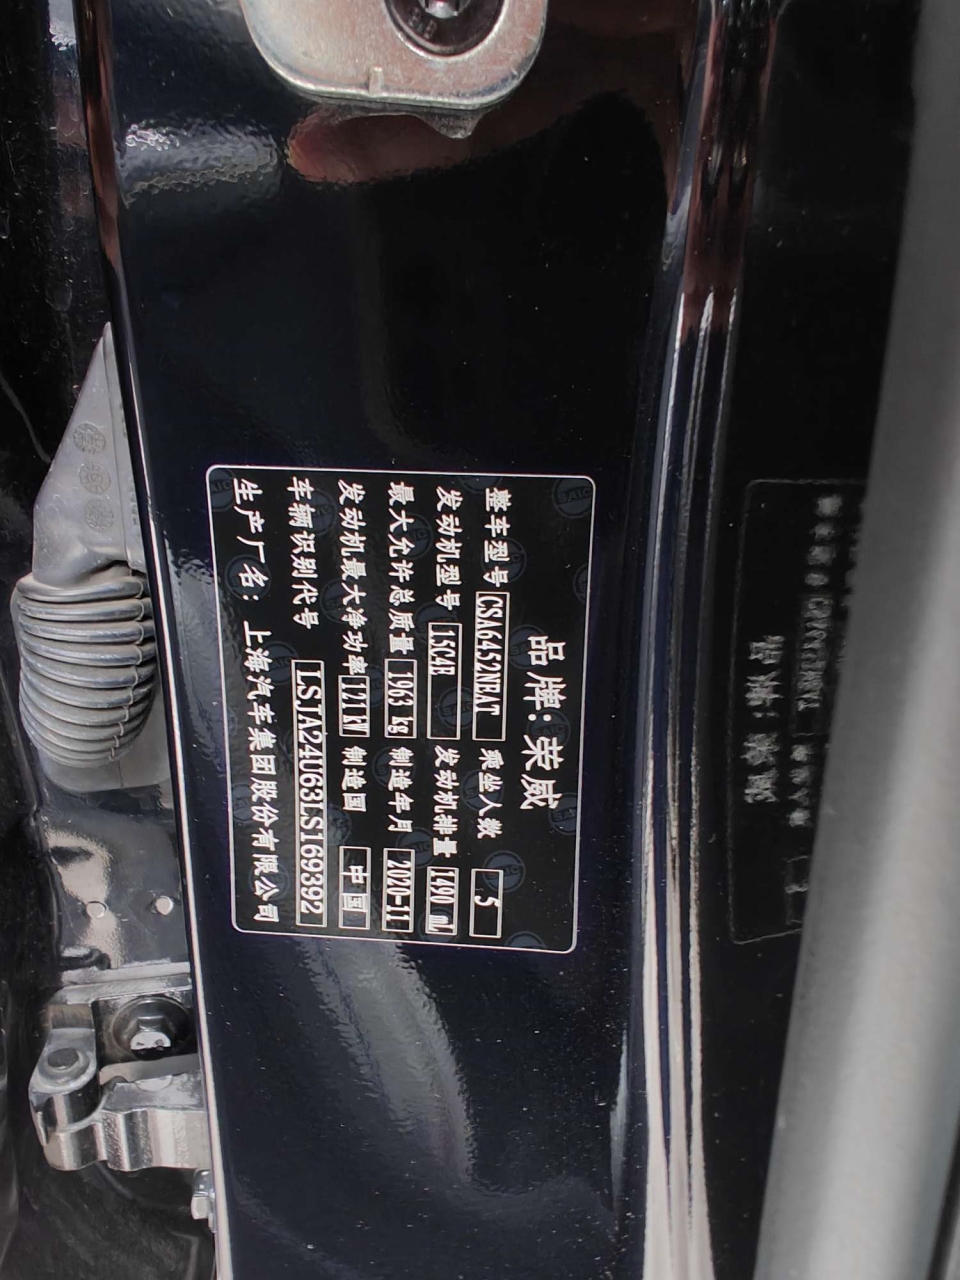 品牌:荣威
整车型号 CSA6452NEAT 乘坐人数 5
发动机型号 15C4E 发动机排量 1490 mL
最大允许总质量 1963 kg 制造年月 2020-11
发动机最大净功率 121 KW 制造国 中国
车辆识别代号 LSJA24U63LS169392
生产厂名: 上海汽车集团股份有限公司
SAIC